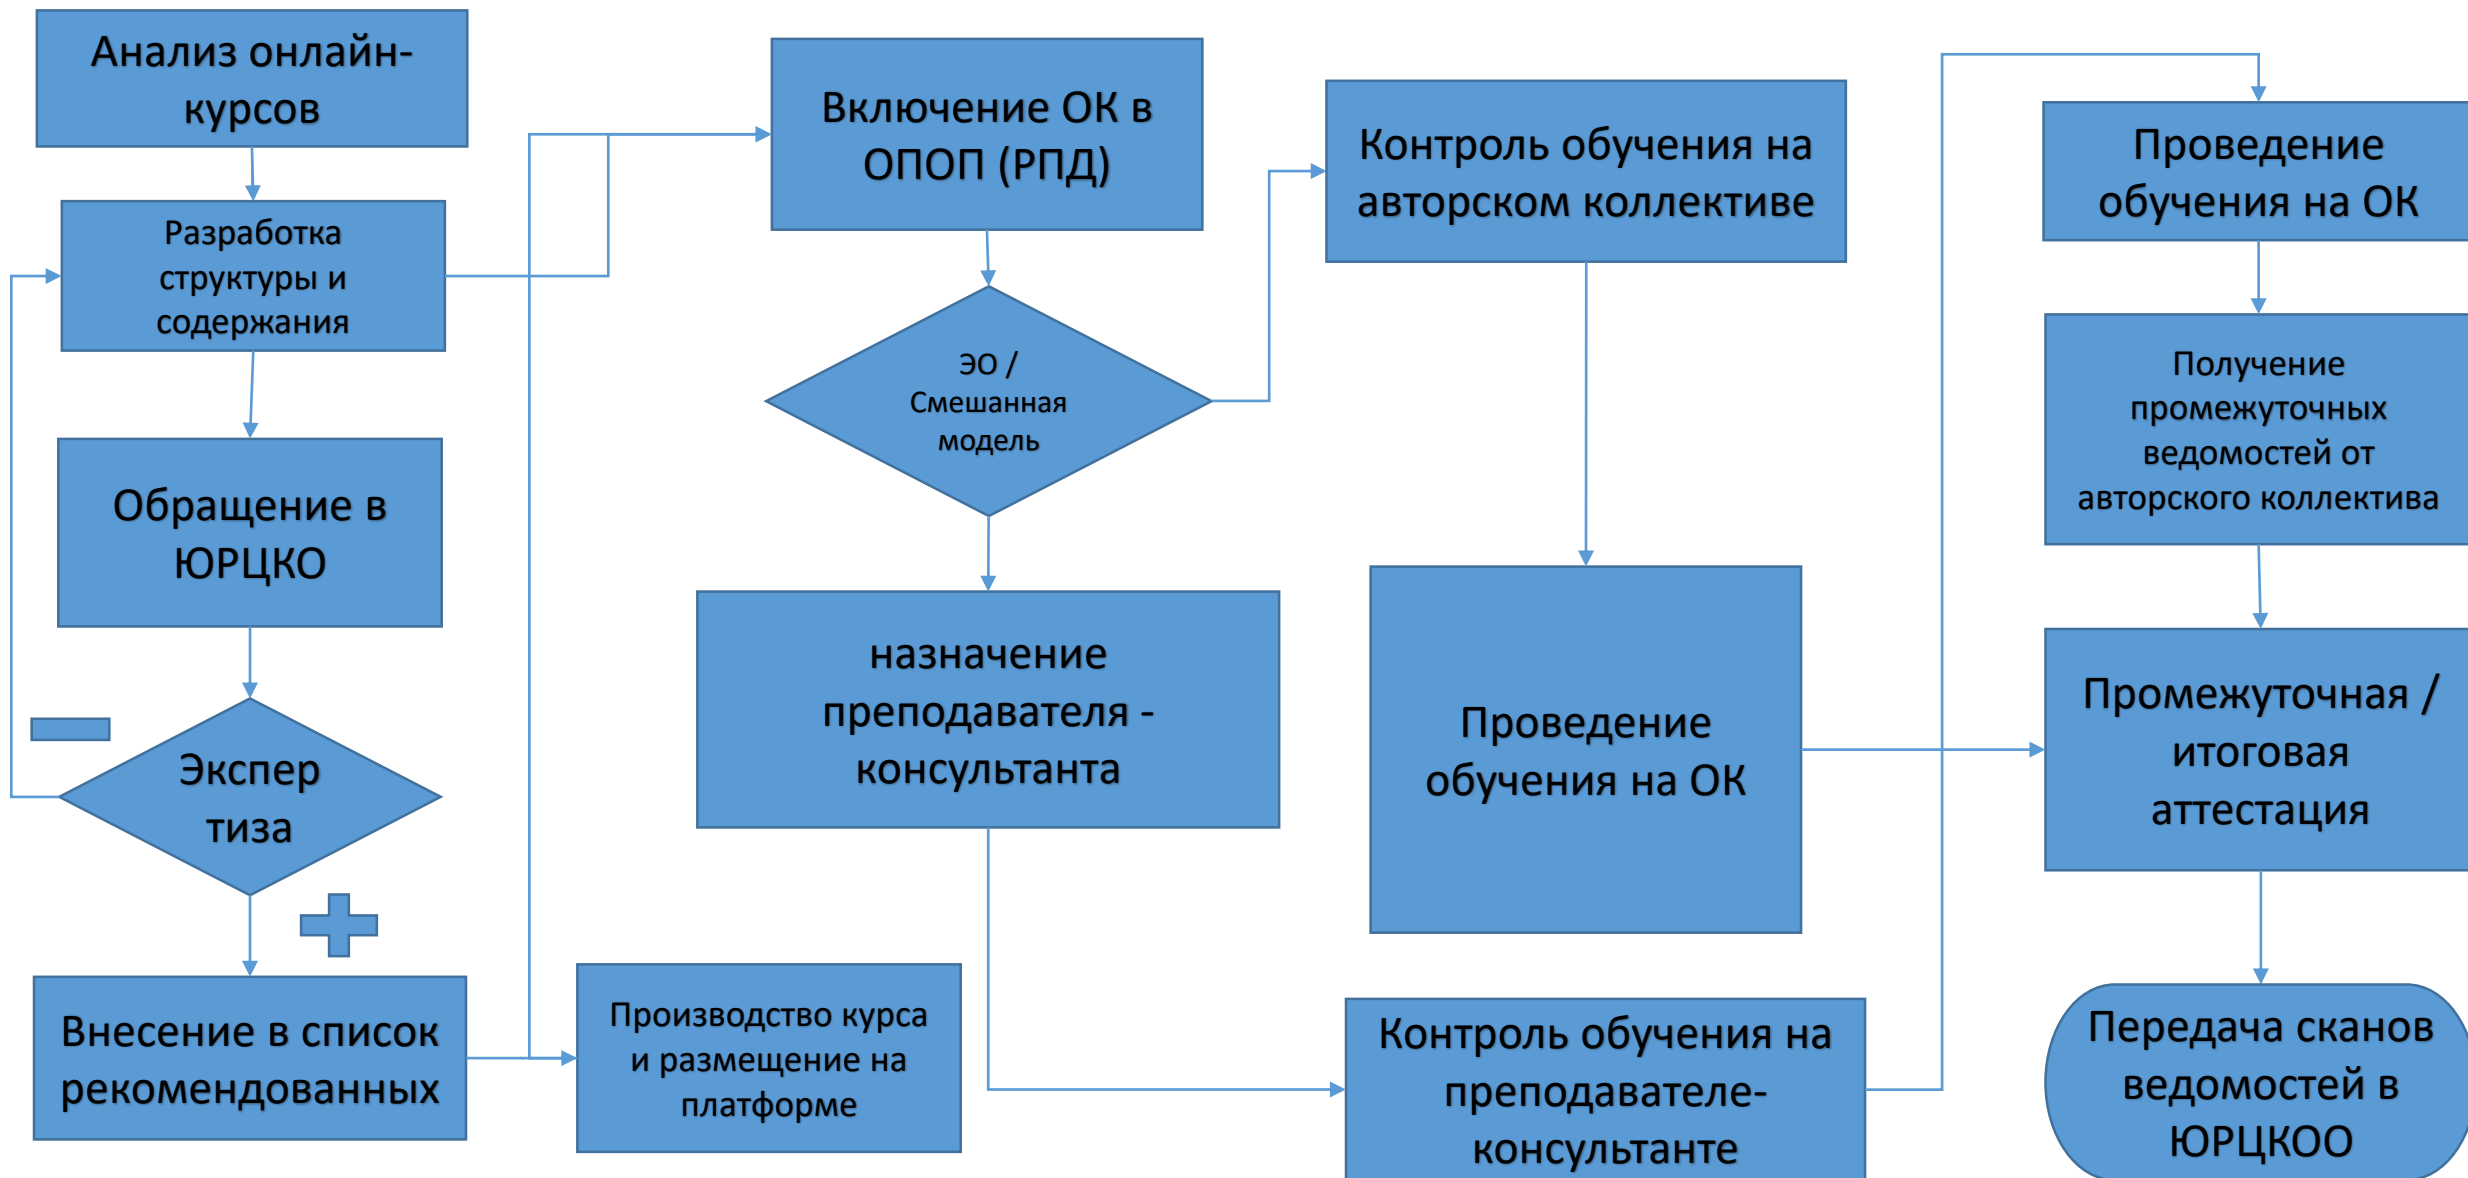 Анализ онлайн-
курсов
Разработка
структуры и
содержания
Обращение в
ЮРЦКО
Экспер
тиза
Внесение в список
рекомендованных
Производство курса
и размещение на
платформе
Включение ОК в
ОПОП (РПД)
ЭО /
Смешанная
модель
назначение
преподавателя -
консультанта
Контроль обучения на
авторском коллективе
Проведение
обучения на ОК
Контроль обучения на
преподавателе-
консультанте
Проведение
обучения на ОК
Получение
промежуточных
ведомостей от
авторского коллектива
Промежуточная /
итоговая
аттестация
Передача сканов
ведомостей в
ЮРЦКОО